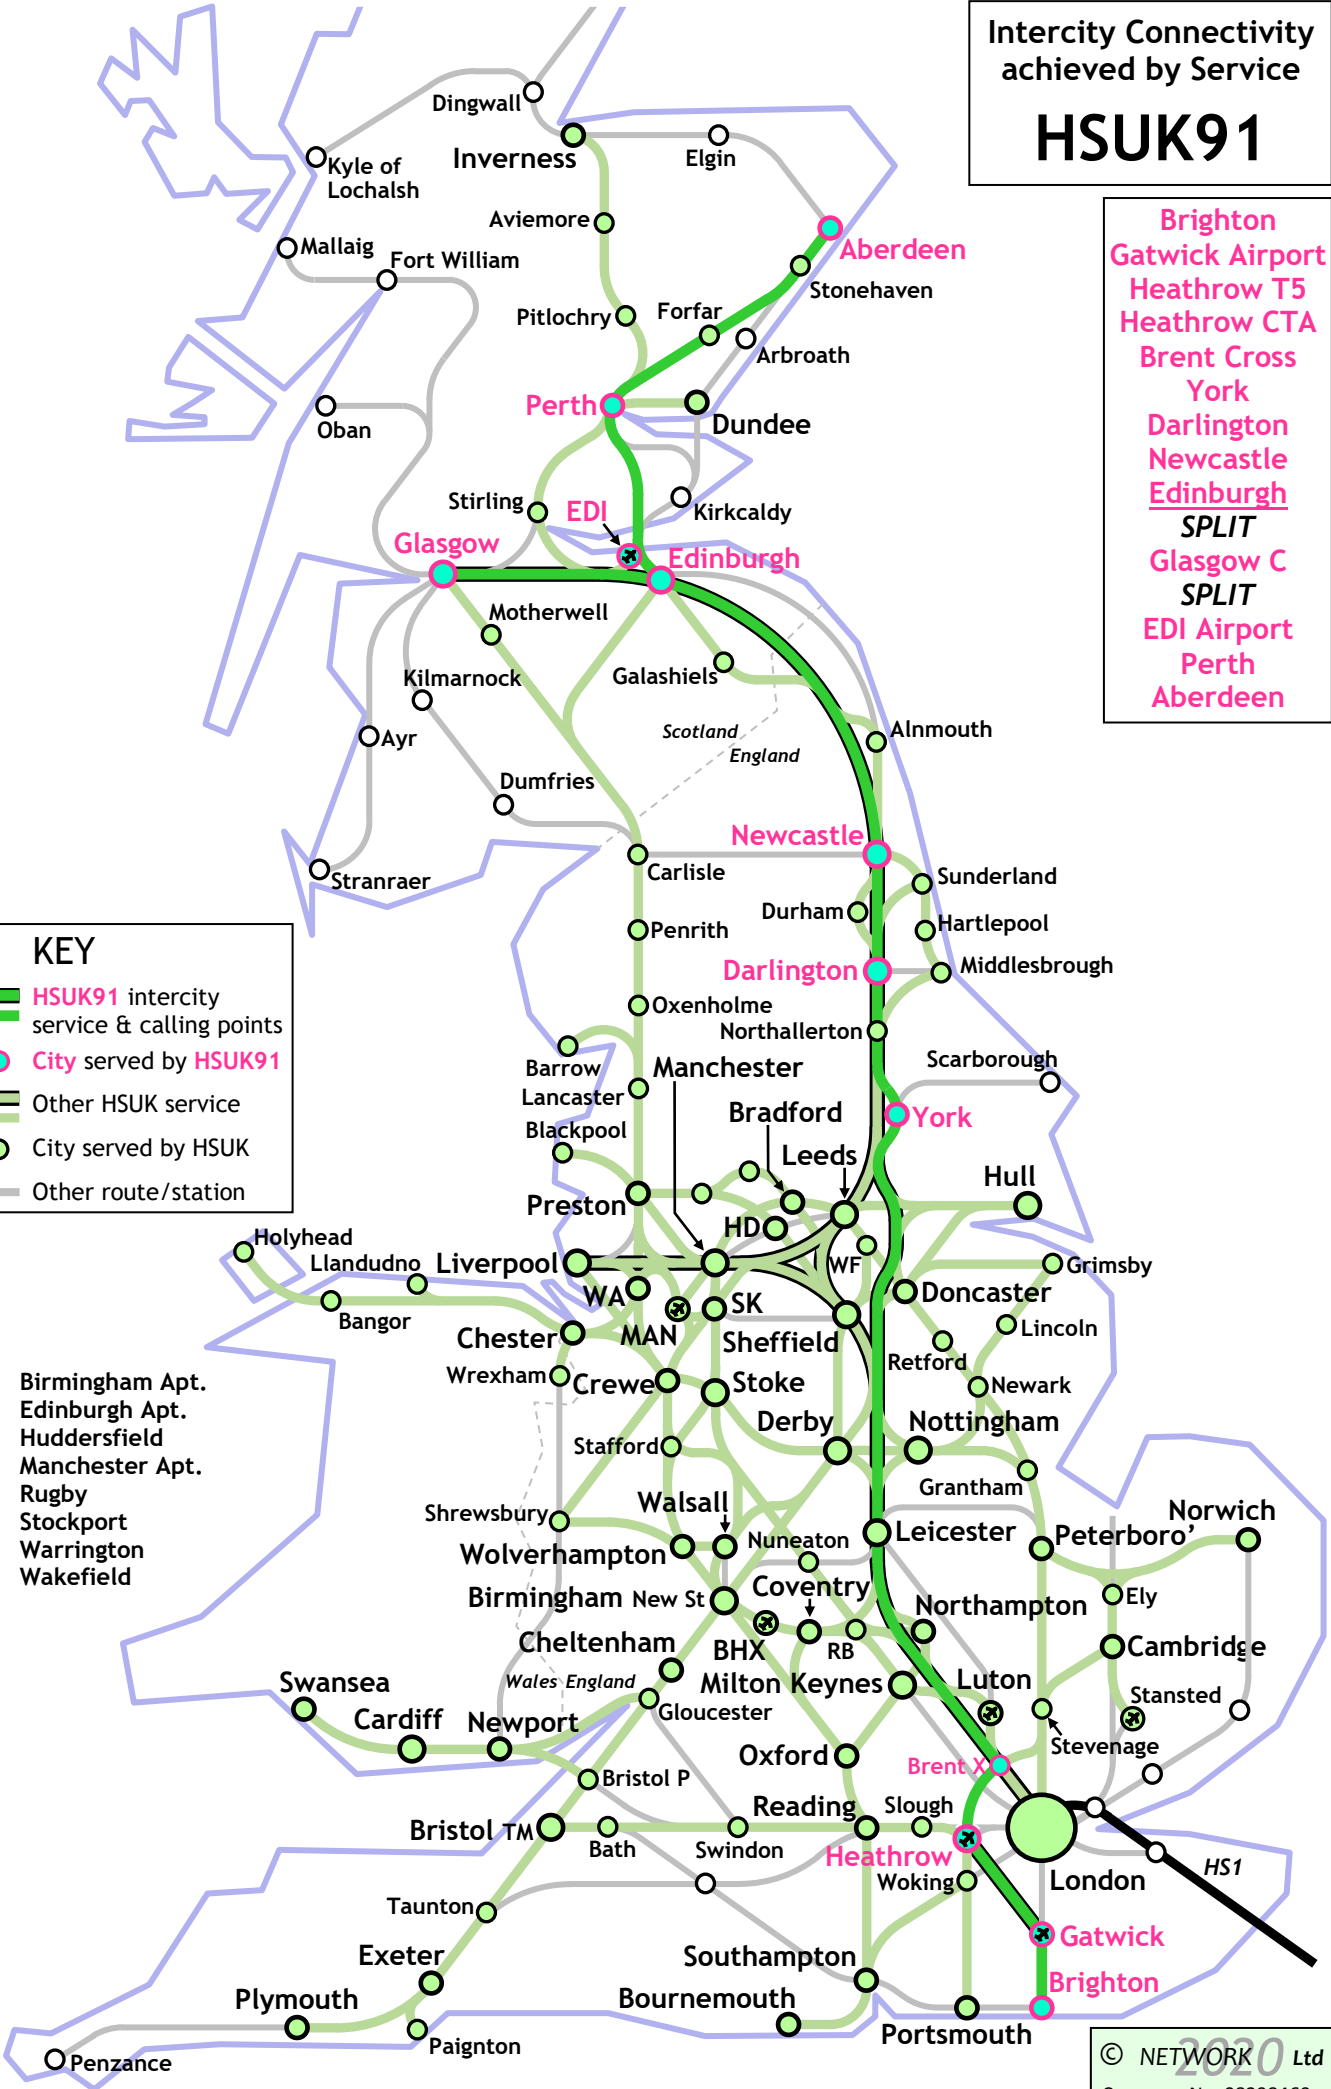 Intercity Connectivity
achieved by Service
HSUK91
Brighton
Gatwick Airport
Heathrow T5
Heathrow CTA
Brent Cross
York
Darlington
Newcastle
Edinburgh
SPLIT
Glasgow C
SPLIT
EDI Airport
Perth
Aberdeen
Dingwall
Inverness
Elgin
Kyle of
Lochalsh
Aviemore
Aberdeen
Mallaig
Fort William
Stonehaven
Pitlochry
Forfar
Arbroath
Perth
Dundee
Oban
Stirling
EDI
Kirkcaldy
Glasgow
Edinburgh
Motherwell
Galashiels
Kilmarnock
Scotland
England
Alnmouth
Ayr
Dumfries
Newcastle
Carlisle
Stranraer
Sunderland
Durham
Hartlepool
Penrith
Darlington
Middlesbrough
KEY
HSUK91 intercity
service & calling points
City served by HSUK91
Other HSUK service
City served by HSUK
Other route/station
Oxenholme
Northallerton
Barrow
Manchester
Scarborough
Lancaster
Bradford
York
Blackpool
Leeds
Preston
Hull
HD
Holyhead
Llandudno
Liverpool
WF
Grimsby
WA
SK
Doncaster
Bangor
Chester
MAN
Sheffield
Lincoln
Retford
Wrexham
Crewe
Stoke
Newark
Birmingham Apt.
Edinburgh Apt.
Huddersfield
Manchester Apt.
Rugby
Stockport
Warrington
Wakefield
Derby
Nottingham
Stafford
Grantham
Shrewsbury
Walsall
Norwich
Leicester
Peterboro’
Nuneaton
Wolverhampton
Coventry
Birmingham New St
Ely
Northampton
BHX
RB
Cheltenham
Cambridge
Wales England
Milton Keynes
Luton
Swansea
Stansted
Cardiff
Newport
Gloucester
Stevenage
Oxford
Brent X
Bristol P
Reading
Slough
Bristol TM
Bath
Swindon
Heathrow
HS1
Woking
London
Taunton
Gatwick
Exeter
Southampton
Brighton
Plymouth
Bournemouth
Portsmouth
Paignton
Penzance
© NETWORK 2020 Ltd